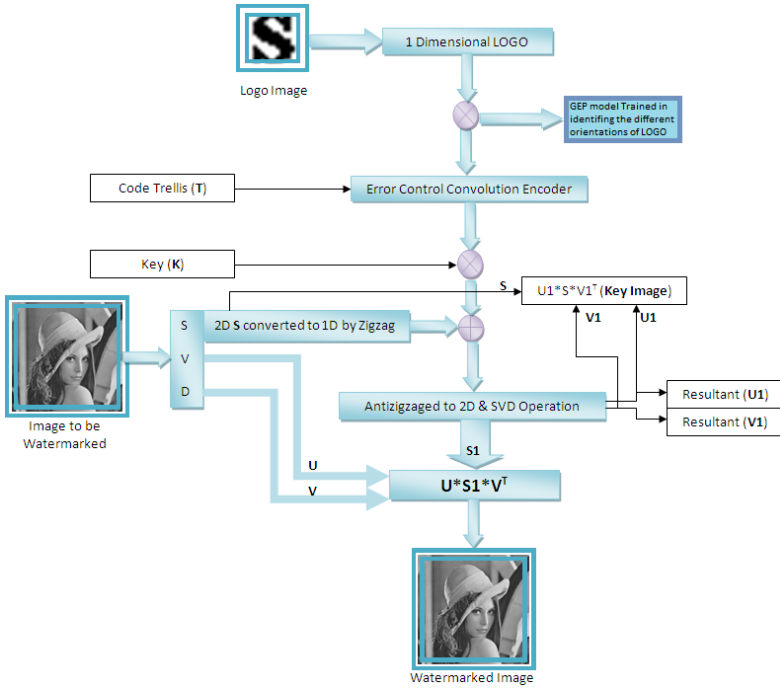 1 Dimensional LOGO
Logo Image
GEP model Trained in
identifing the different
orientations of LOGO
Code Trellis (T)
Error Control Convolution Encoder
Key (K)
S
U1*S*V1ᵀ (Key Image)
V1
U1
S
2D S converted to 1D by Zigzag
V
D
Image to be
Watermarked
Antizigzaged to 2D & SVD Operation
Resultant (U1)
Resultant (V1)
S1
U
V
U*S1*Vᵀ
Watermarked Image